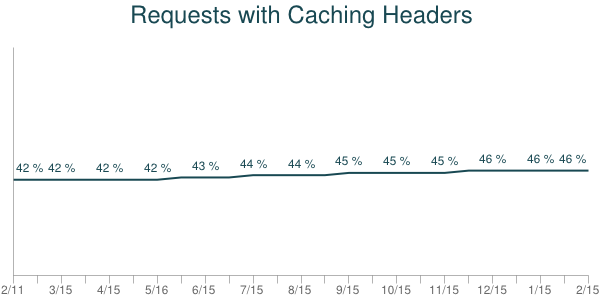 Requests with Caching Headers
42 % 42 % 42 % 42 % 43 % 44 % 44 % 45 % 45 % 45 % 46 % 46 % 46 %
2/11 3/15 4/15 5/16 6/15 7/15 8/15 9/15 10/15 11/15 12/15 1/15 2/15